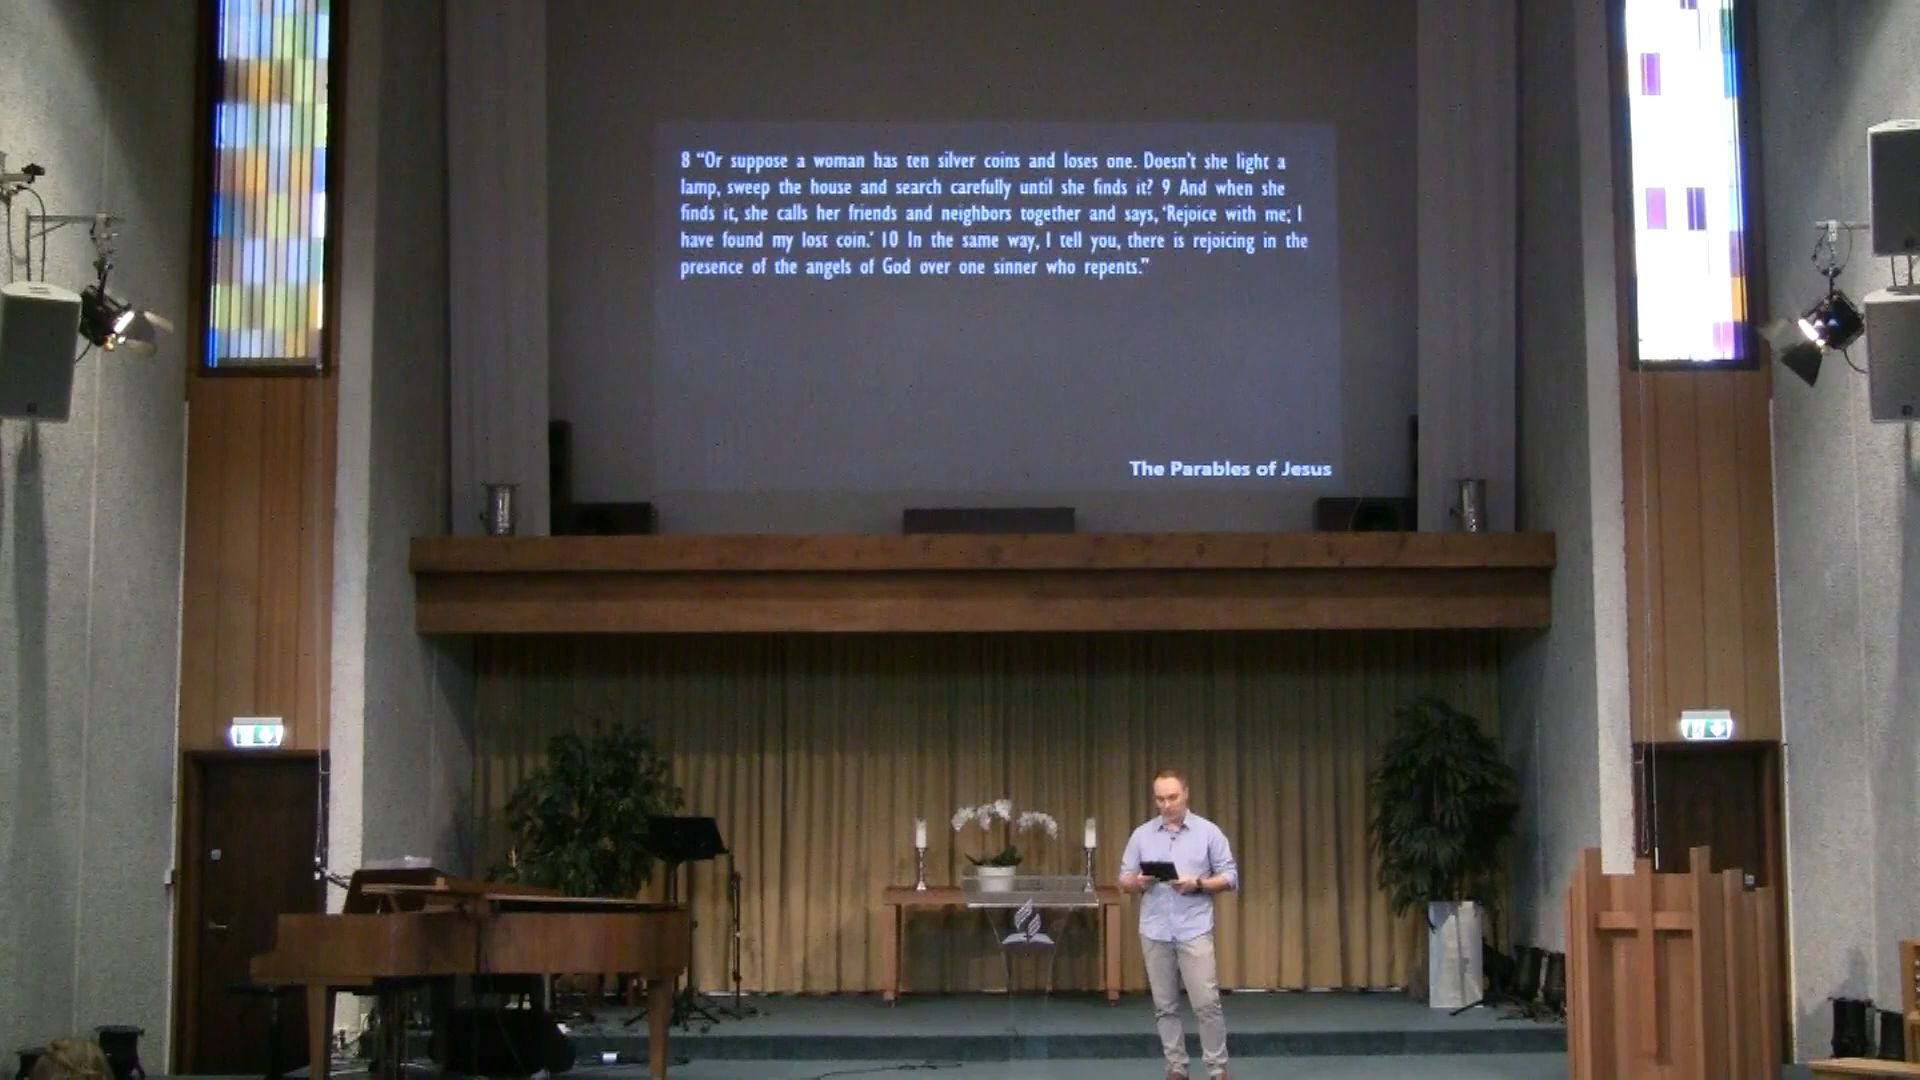 8 “Or suppose a woman has ten silver coins and loses one. Doesn’t she light a
lamp, sweep the house and search carefully until she finds it? 9 And when she
finds it, she calls her friends and neighbors together and says, ‘Rejoice with me; I
have found my lost coin.’ 10 In the same way, I tell you, there is rejoicing in the
presence of the angels of God over one sinner who repents.”
The Parables of Jesus